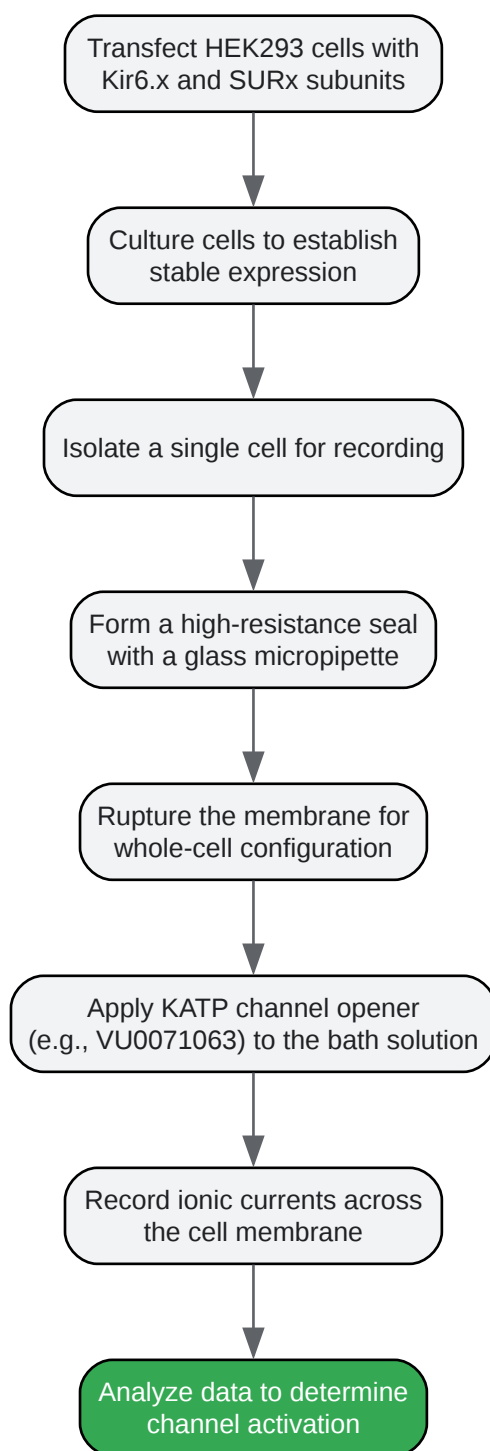 Transfect HEK293 cells with
Kir6.x and SURx subunits
Culture cells to establish
stable expression
Isolate a single cell for recording
Form a high-resistance seal
with a glass micropipette
Rupture the membrane for
whole-cell configuration
Apply KATP channel opener
(e.g., VU0071063) to the bath solution
Record ionic currents across
the cell membrane
Analyze data to determine
channel activation